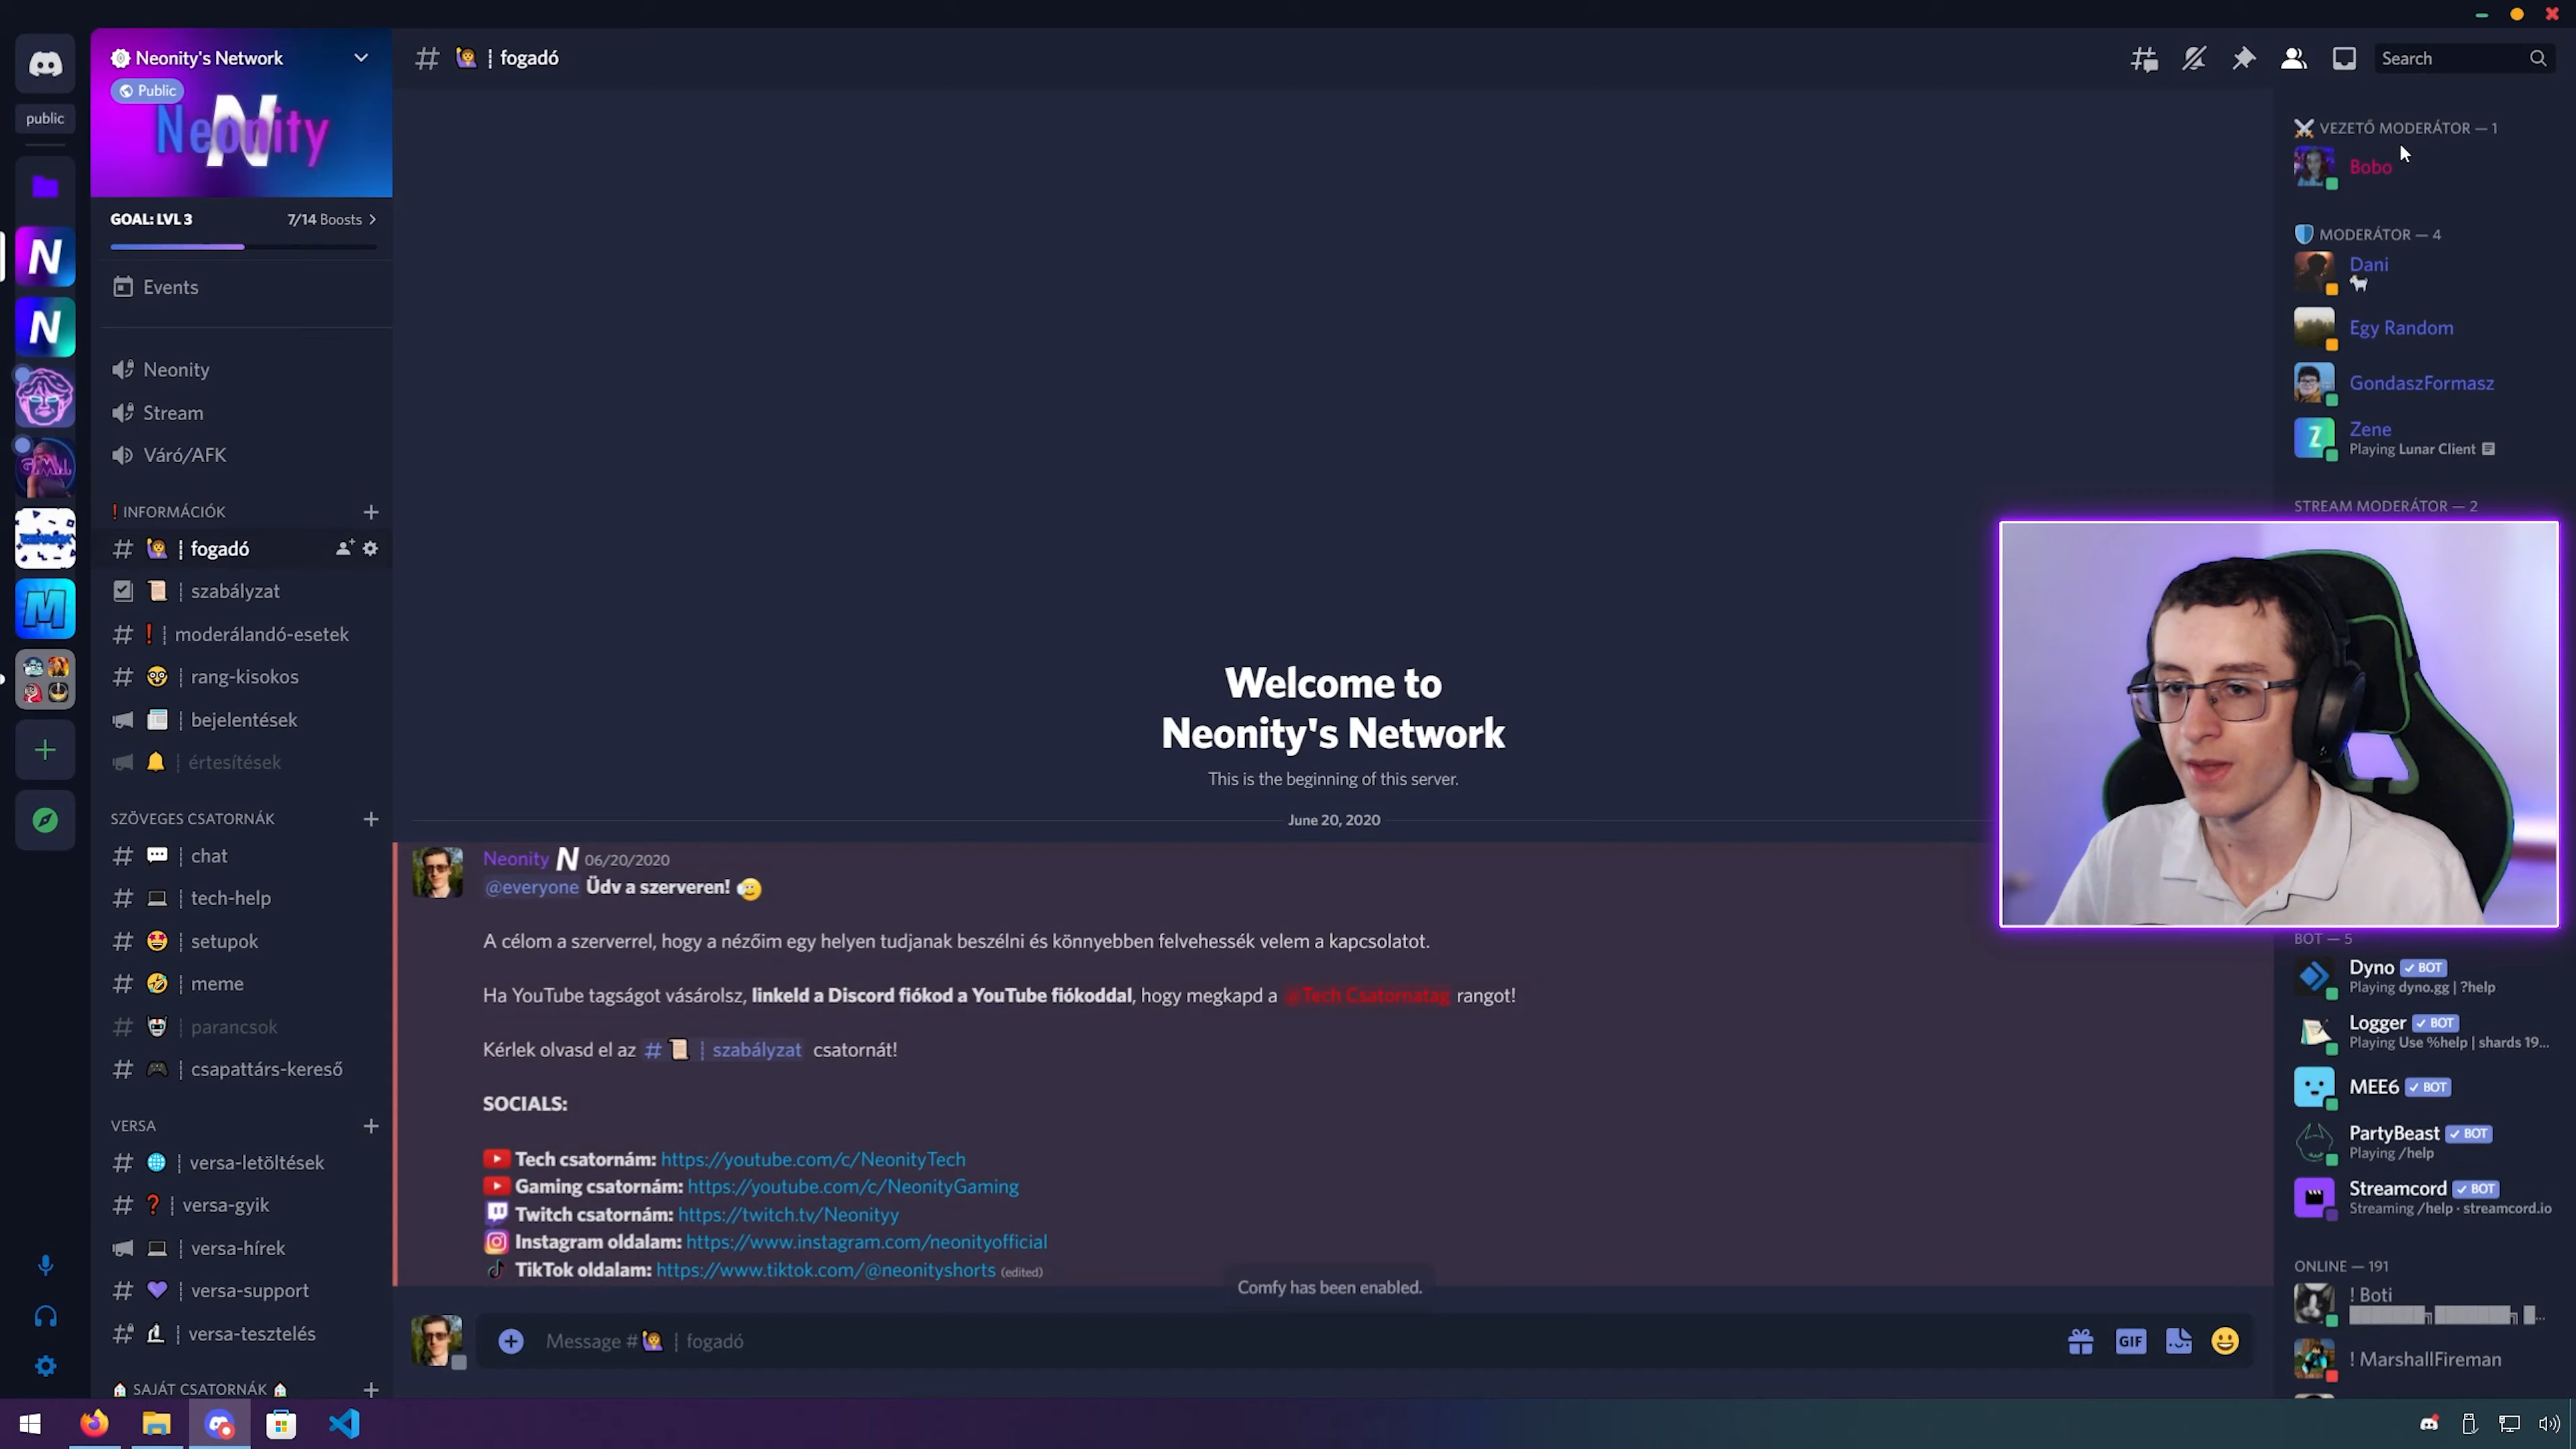 public
Neonity's Network
Public
Neonity
N
GOAL: LVL 3
7/14 Boosts
Events
Neonity
Stream
Váró/AFK
INFORMÁCIÓK
fogadó
szabályzat
moderálandó-esetek
rang-kisokos
bejelentések
értesítések
SZÖVEGES CSATORNÁK
chat
tech-help
setupok
meme
parancsok
csapattárs-kereső
VERSA
versa-letöltések
versa-gyik
versa-hírek
versa-support
versa-tesztelés
SAJÁT CSATORNÁK
N
N
M
# | fogadó
Search
Welcome to
Neonity's Network
This is the beginning of this server.
June 20, 2020
Neonity N 06/20/2020
@everyone Üdv a szerveren!
A célom a szerverrel, hogy a nézőim egy helyen tudjanak beszélni és könnyebben felvehessék velem a kapcsolatot.
Ha YouTube tagságot vásárolsz, linkeld a Discord fiókod a YouTube fiókoddal, hogy megkapd a @Tech Csatornatag rangot!
Kérlek olvasd el az # | szabályzat csatornát!
SOCIALS:
Tech csatornám: https://youtube.com/c/NeonityTech
Gaming csatornám: https://youtube.com/c/NeonityGaming
Twitch csatornám: https://twitch.tv/Neonityy
Instagram oldalam: https://www.instagram.com/neonityofficial
TikTok oldalam: https://www.tiktok.com/@neonityshorts (edited)
Comfy has been enabled.
Message # | fogadó
GIF
VEZETŐ MODERÁTOR — 1
Bobo
MODERÁTOR — 4
Dani
Egy Random
GondaszFormasz
Z
Zene
Playing Lunar Client
STREAM MODERÁTOR — 2
BOT — 5
Dyno BOT
Playing dyno.gg | ?help
Logger BOT
Playing Use %help | shards 19...
MEE6 BOT
PartyBeast BOT
Playing /help
Streamcord BOT
Streaming /help · streamcord.io
ONLINE — 191
! Boti
! MarshallFireman